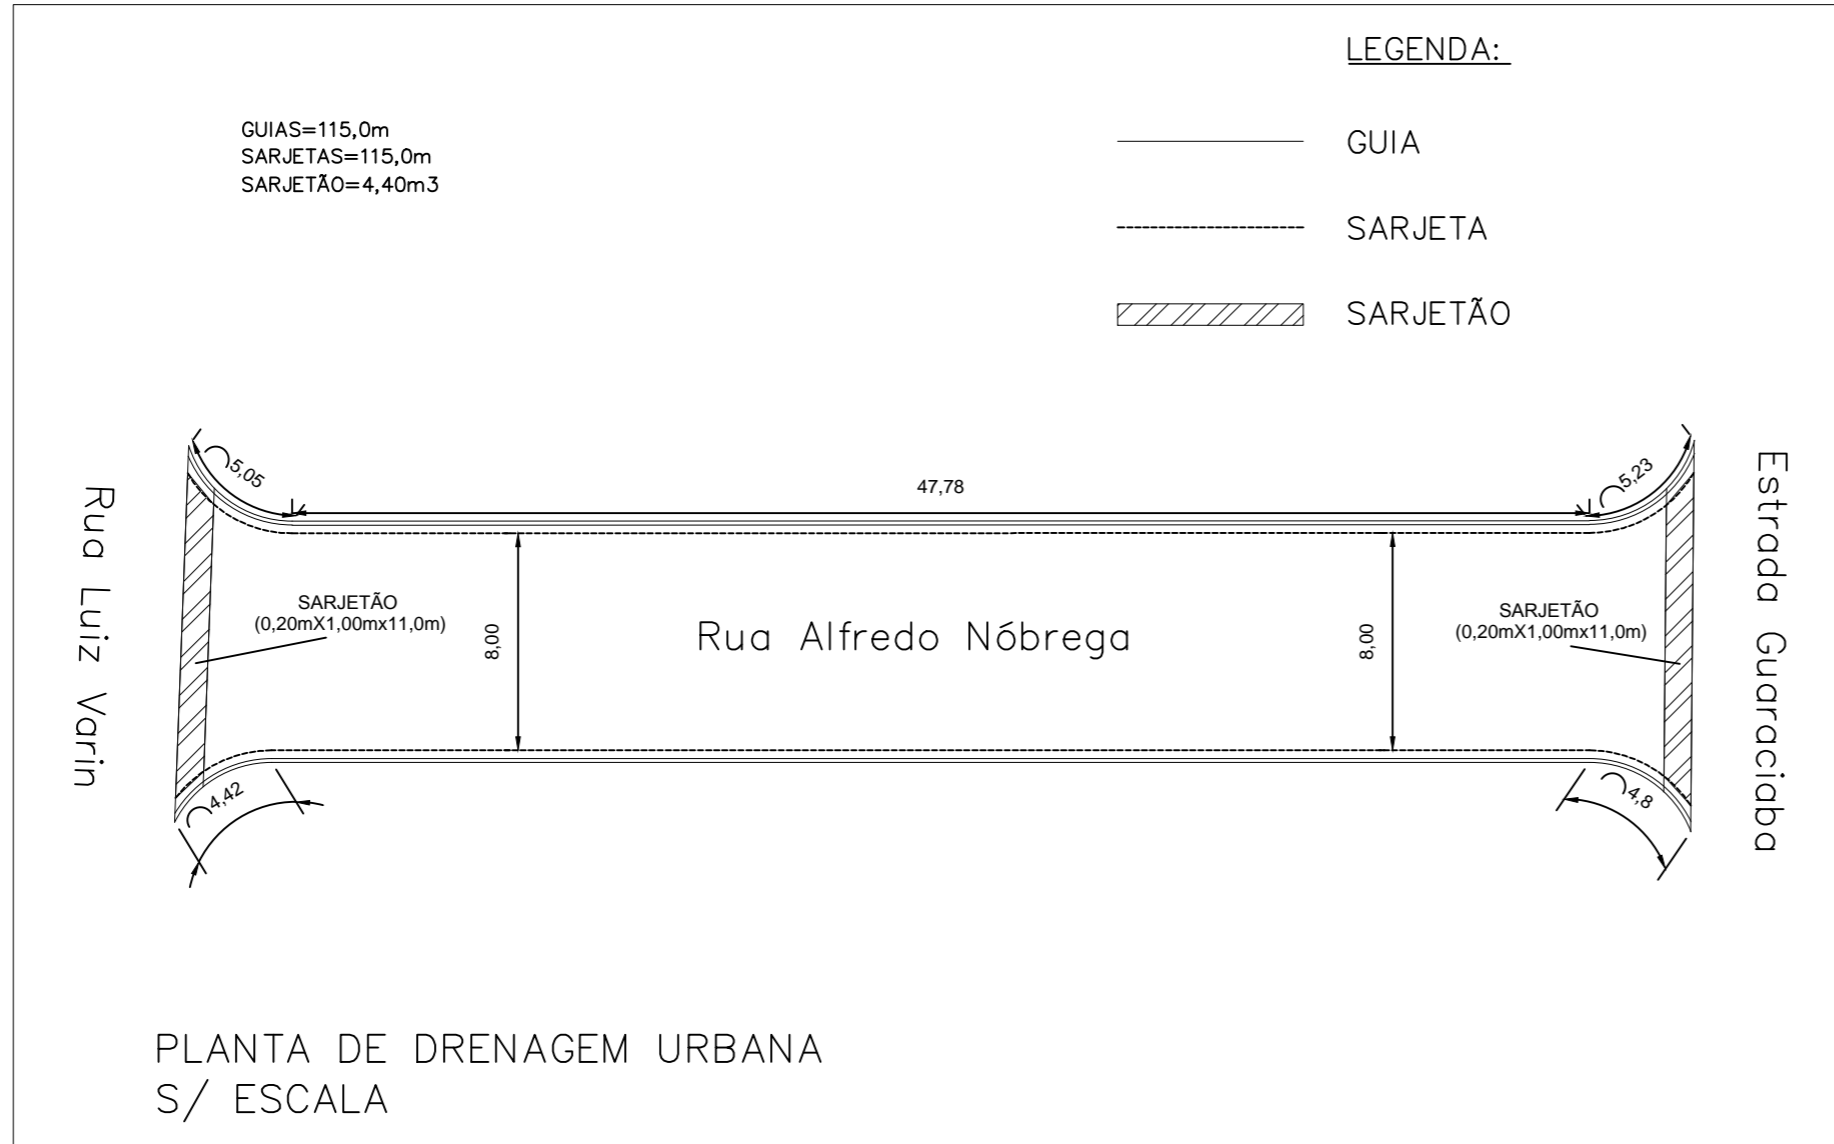 LEGENDA:
GUIAS=115,0m
SARJETAS=115,0m
SARJETÃO=4,40m3
GUIA
SARJETA
SARJETÃO
5,05
47,78
5,23
Rua Luiz Varin
SARJETÃO
(0,20mX1,00mx11,0m)
8,00
Rua Alfredo Nóbrega
8,00
SARJETÃO
(0,20mX1,00mx11,0m)
Estrada Guaraciaba
4,42
4,8
PLANTA DE DRENAGEM URBANA
S/ ESCALA